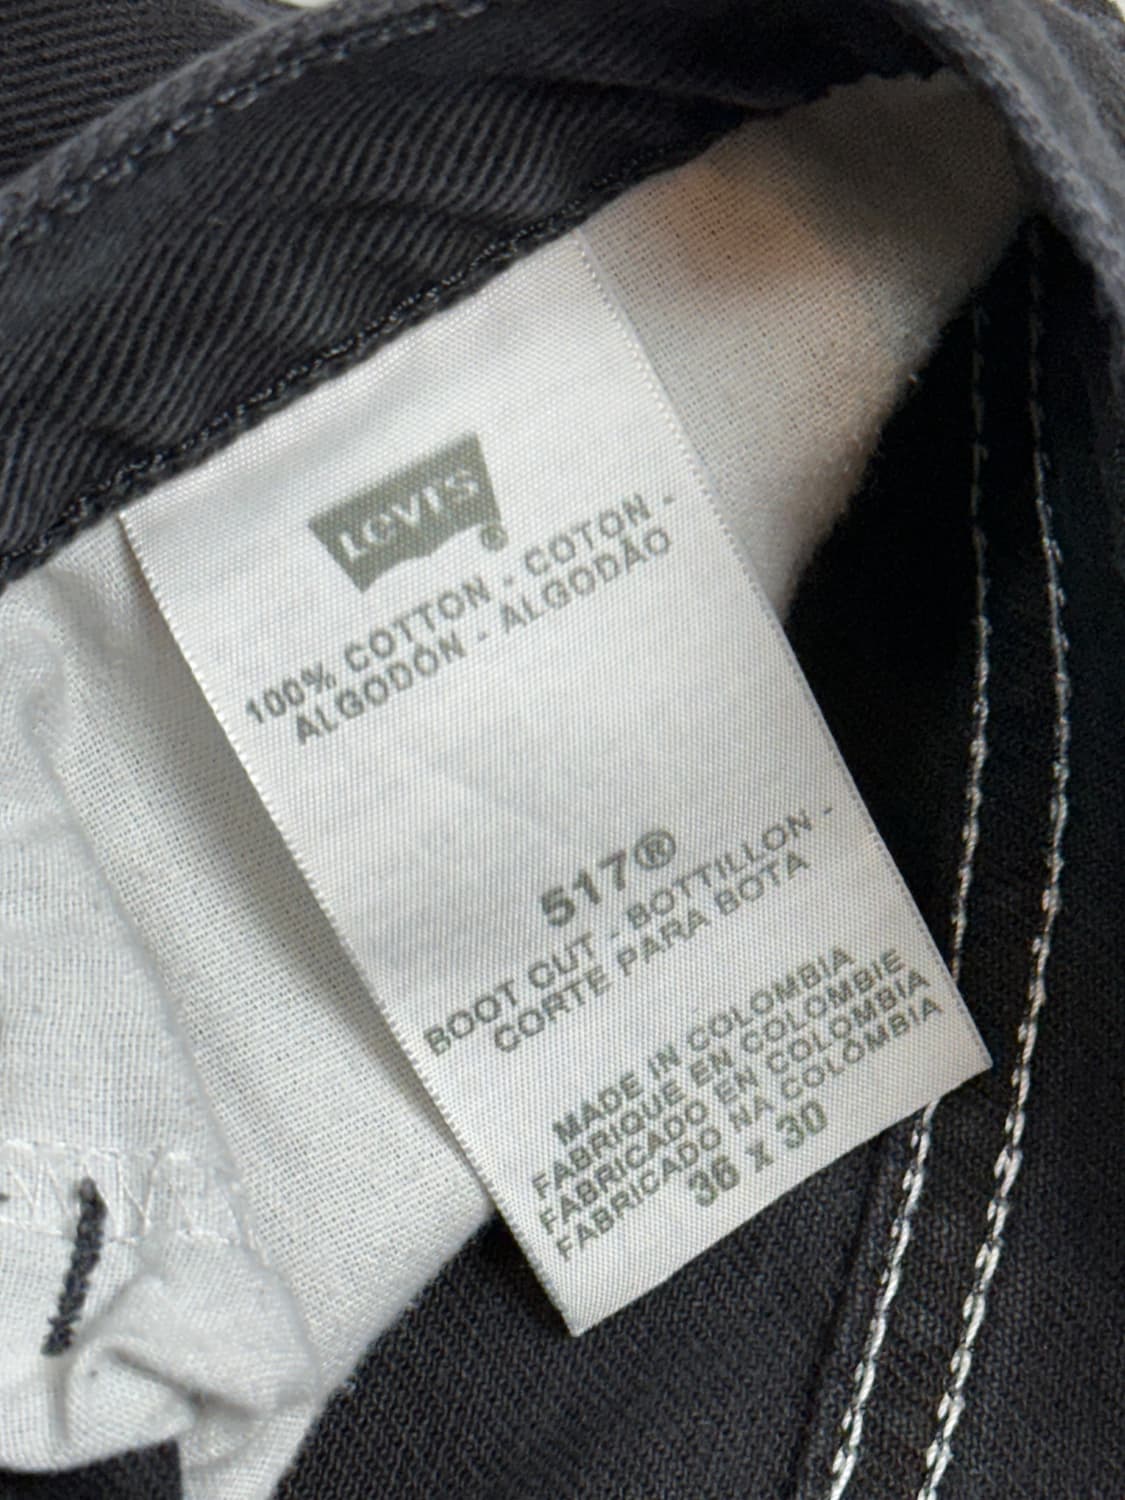 Levi's®
100% COTTON - COTON -
ALGODÓN - ALGODÃO
517®
BOOT CUT - BOTTILLON -
CORTE PARA BOTA
MADE IN COLOMBIA
FABRIQUE EN COLOMBIE
FABRICADO EN COLOMBIA
FABRICADO NA COLÔMBIA
36 x 30